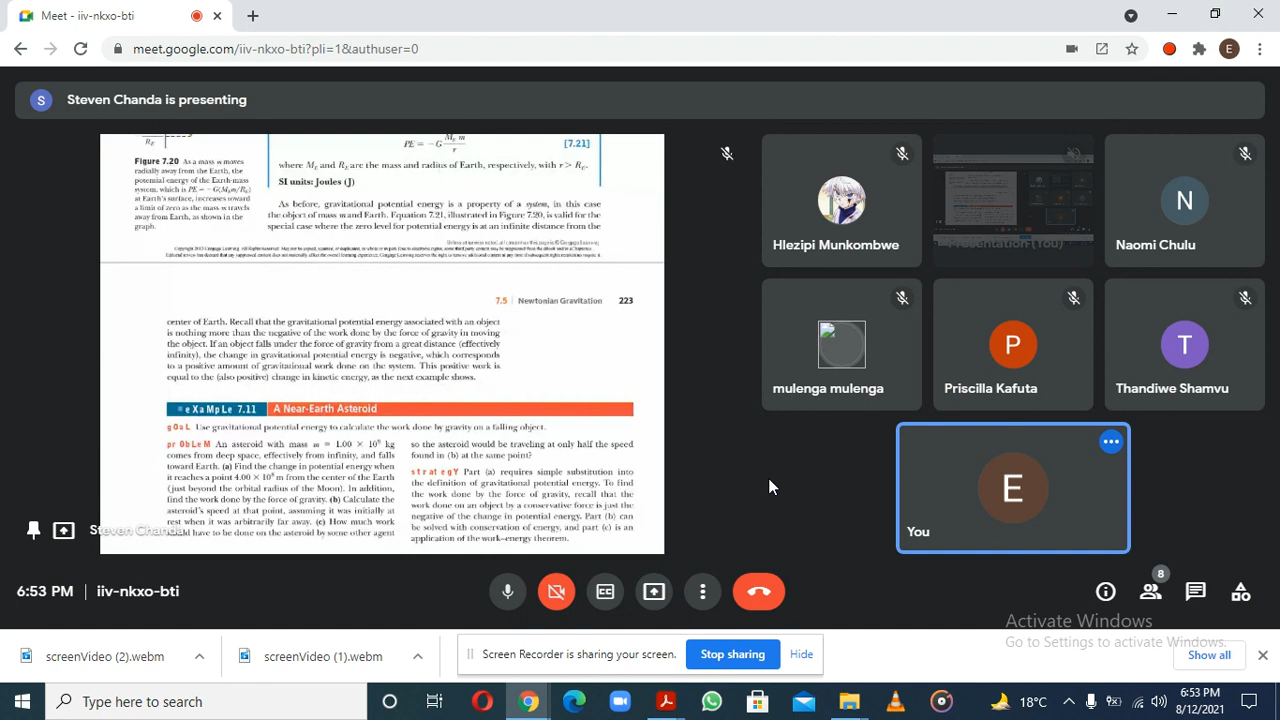 Meet - iiv-nkxo-bti
meet.google.com/iiv-nkxo-bti?pli=1&authuser=0
E
S Steven Chanda is presenting
R_E
PE = −G M_E m / r [7.21]
Figure 7.20 As a mass m moves
radially away from the Earth, the
potential energy of the Earth-mass
system, which is PE = −G(M_E m/R_E)
at Earth's surface, increases toward
a limit of zero as the mass m travels
away from Earth, as shown in the
graph.
where M_E and R_E are the mass and radius of Earth, respectively, with r > R_E.
SI units: Joules (J)
As before, gravitational potential energy is a property of a system, in this case
the object of mass m and Earth. Equation 7.21, illustrated in Figure 7.20, is valid for the
special case where the zero level for potential energy is at an infinite distance from the
7.5 | Newtonian Gravitation 223
center of Earth. Recall that the gravitational potential energy associated with an object
is nothing more than the negative of the work done by the force of gravity in moving
the object. If an object falls under the force of gravity from a great distance (effectively
infinity), the change in gravitational potential energy is negative, which corresponds
to a positive amount of gravitational work done on the system. This positive work is
equal to the (also positive) change in kinetic energy, as the next example shows.
eXaMpLe 7.11 A Near-Earth Asteroid
gOaL Use gravitational potential energy to calculate the work done by gravity on a falling object.
prObLeM An asteroid with mass m = 1.00 × 10⁹ kg
comes from deep space, effectively from infinity, and falls
toward Earth. (a) Find the change in potential energy when
it reaches a point 4.00 × 10⁸ m from the center of the Earth
(just beyond the orbital radius of the Moon). In addition,
find the work done by the force of gravity. (b) Calculate the
asteroid's speed at that point, assuming it was initially at
rest when it was arbitrarily far away. (c) How much work
would have to be done on the asteroid by some other agent
so the asteroid would be traveling at only half the speed
found in (b) at the same point?
strategY Part (a) requires simple substitution into
the definition of gravitational potential energy. To find
the work done by the force of gravity, recall that the
work done on an object by a conservative force is just the
negative of the change in potential energy. Part (b) can
be solved with conservation of energy, and part (c) is an
application of the work–energy theorem.
Steven Chanda
Hlezipi Munkombwe
Presentation (You)
N
Naomi Chulu
mulenga mulenga
P
Priscilla Kafuta
T
Thandiwe Shamvu
E
You
6:53 PM | iiv-nkxo-bti
CC
8
Activate Windows
Go to Settings to activate Windows.
screenVideo (2).webm
screenVideo (1).webm
Screen Recorder is sharing your screen.
Stop sharing
Hide
Show all
Type here to search
18°C
6:53 PM
8/12/2021